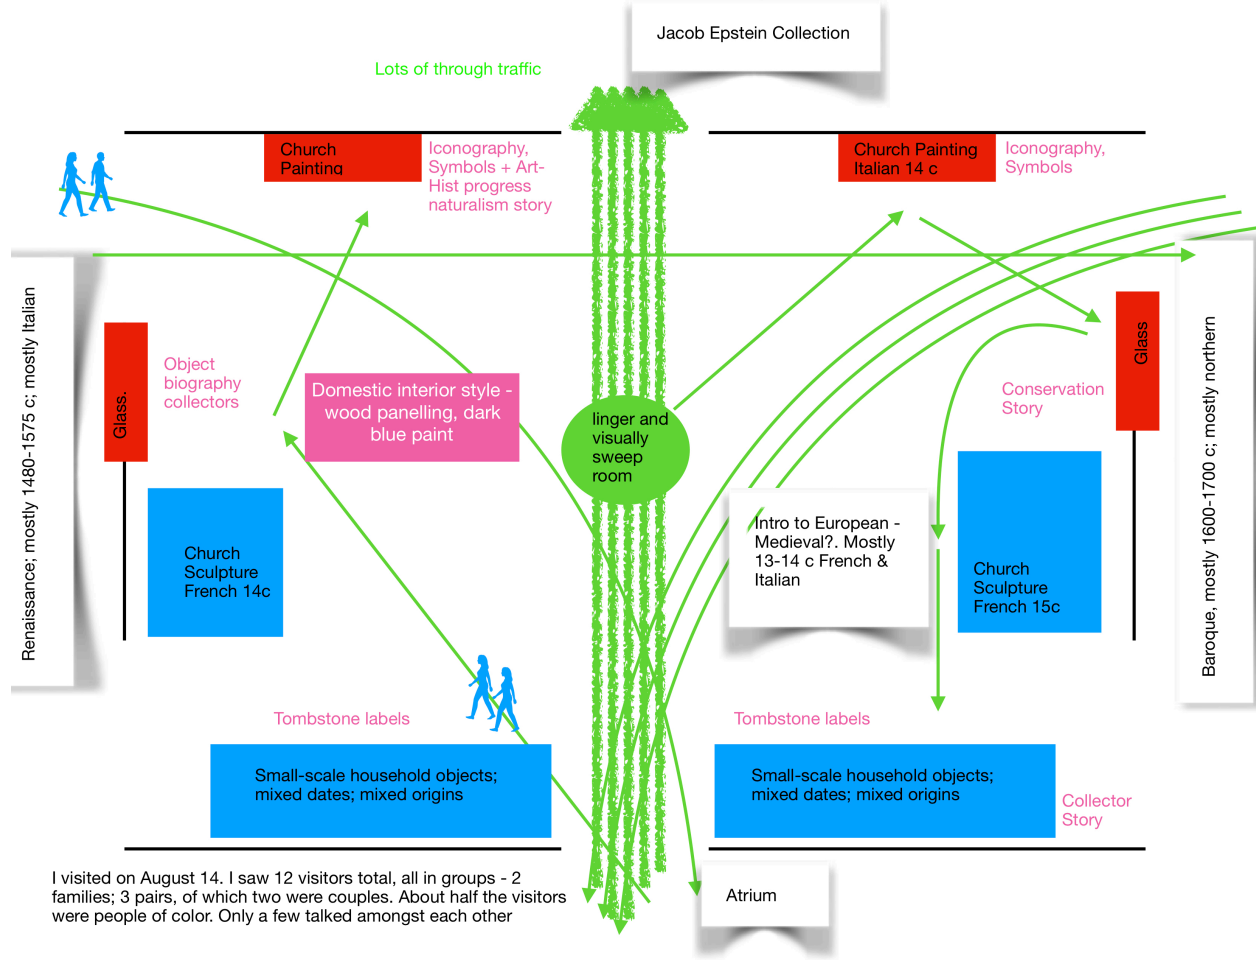 Jacob Epstein Collection
Lots of through traffic
Church
Painting
Iconography,
Symbols + Art-
Hist progress
naturalism story
Church Painting
Italian 14 c
Iconography,
Symbols
Renaissance; mostly 1480-1575 c; mostly Italian
Glass.
Object
biography
collectors
Domestic interior style -
wood panelling, dark
blue paint
linger and
visually
sweep
room
Conservation
Story
Glass
Baroque, mostly 1600-1700 c; mostly northern
Church
Sculpture
French 14c
Intro to European -
Medieval?. Mostly
13-14 c French &
Italian
Church
Sculpture
French 15c
Tombstone labels
Tombstone labels
Small-scale household objects;
mixed dates; mixed origins
Small-scale household objects;
mixed dates; mixed origins
Collector
Story
I visited on August 14. I saw 12 visitors total, all in groups - 2
families; 3 pairs, of which two were couples. About half the visitors
were people of color. Only a few talked amongst each other
Atrium